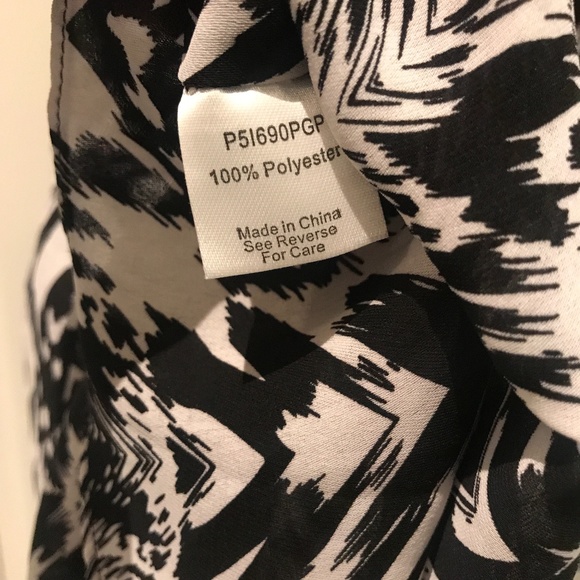 P5I690PGP
100% Polyester
Made in China
See Reverse
For Care